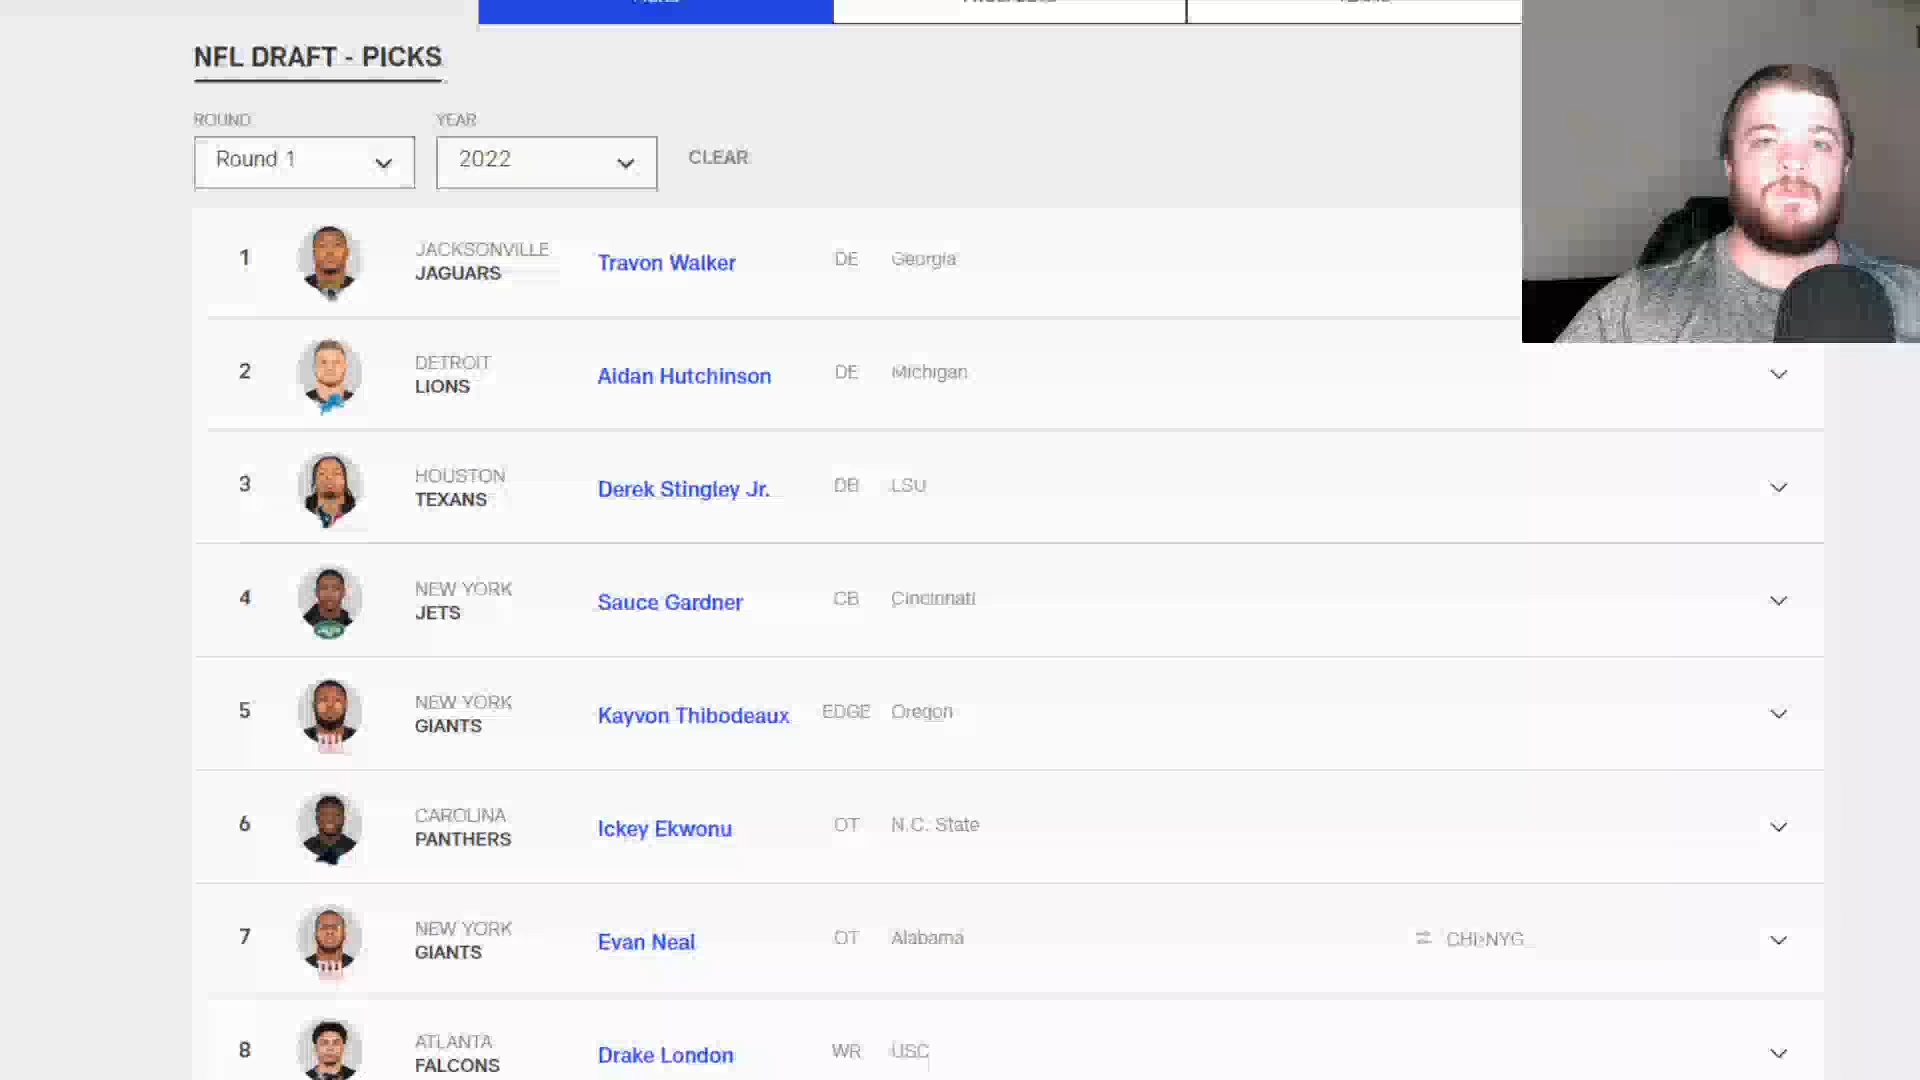 NFL DRAFT - PICKS
ROUND
YEAR
Round 1
2022
CLEAR
1
JACKSONVILLE
JAGUARS
Travon Walker
DE
Georgia
2
DETROIT
LIONS
Aidan Hutchinson
DE
Michigan
3
HOUSTON
TEXANS
Derek Stingley Jr.
DB
LSU
4
NEW YORK
JETS
Sauce Gardner
CB
Cincinnati
5
NEW YORK
GIANTS
Kayvon Thibodeaux
EDGE
Oregon
6
CAROLINA
PANTHERS
Ickey Ekwonu
OT
N.C. State
7
NEW YORK
GIANTS
Evan Neal
OT
Alabama
CHI>NYG
8
ATLANTA
FALCONS
Drake London
WR
USC